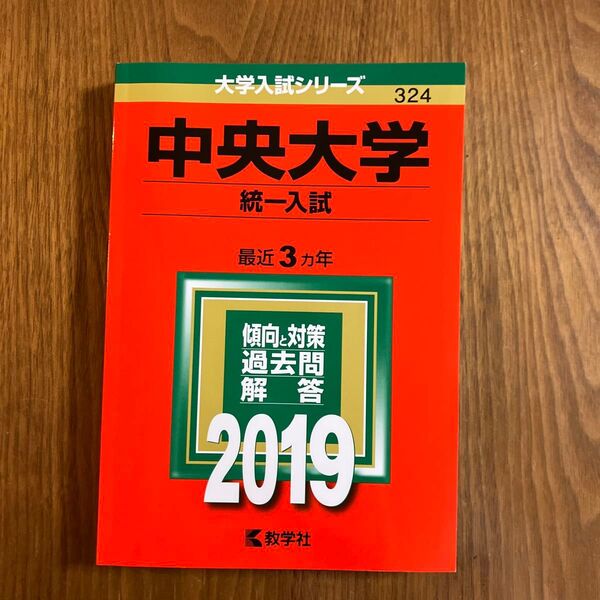 大学入試シリーズ
324
中央大学
統一入試
最近3カ年
傾向と対策
過去問
解答
2019
教学社